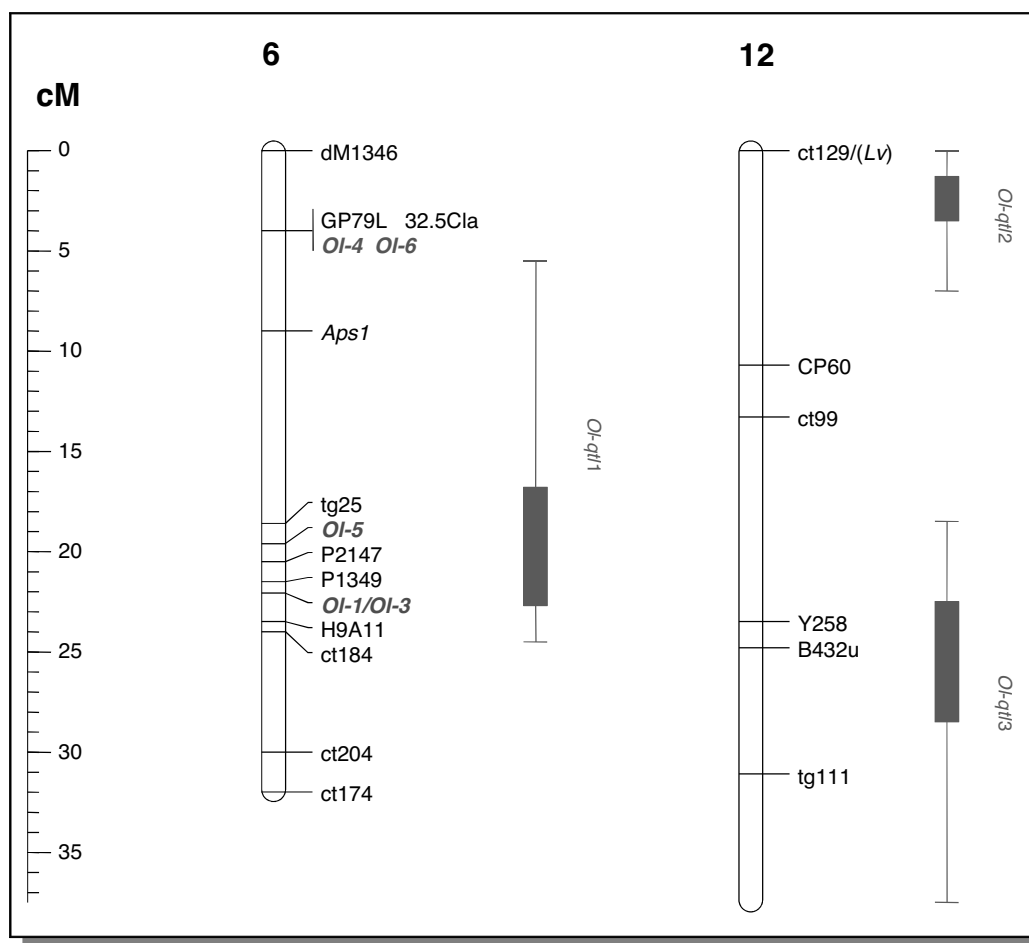 6
12
cM
0
5
10
15
20
25
30
35
dM1346
GP79L 32.5Cla
Ol-4 Ol-6
Aps1
tg25
Ol-5
P2147
P1349
Ol-1/Ol-3
H9A11
ct184
ct204
ct174
Ol-qtl1
ct129/(Lv)
CP60
ct99
Y258
B432u
tg111
Ol-qtl2
Ol-qtl3